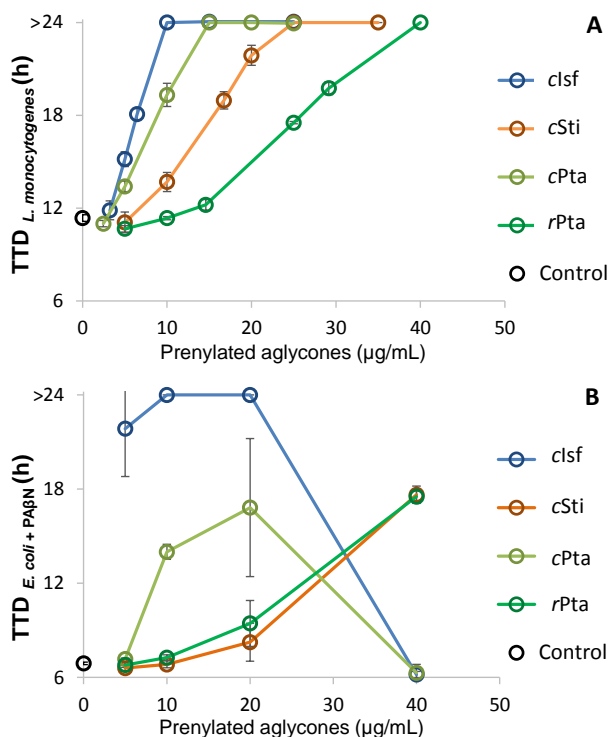 A
>24
18
12
6
TTD L. monocytogenes (h)
0 10 20 30 40 50
Prenylated aglycones (µg/mL)
cIsf
cSti
cPta
rPta
Control
B
>24
18
12
6
TTD E. coli + PAβN (h)
0 10 20 30 40 50
Prenylated aglycones (µg/mL)
cIsf
cSti
cPta
rPta
Control